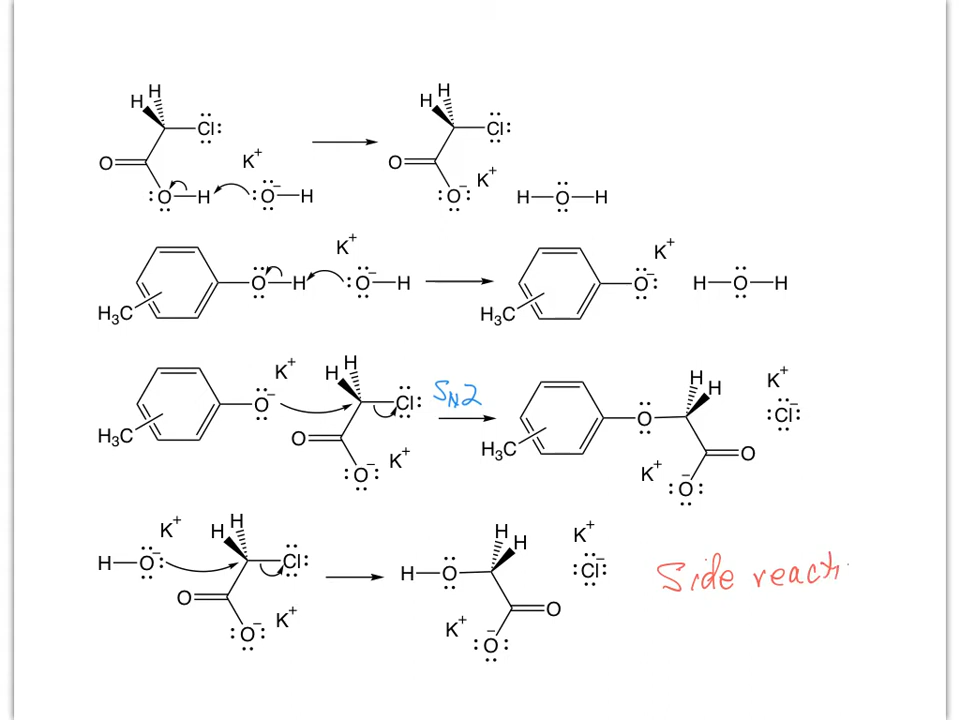 H H Cl O O H K+ O− H → H H Cl O O− K+ H O H
H3C O H K+ O− H → H3C O− K+ H O H
H3C O− K+ H H Cl O O− K+ SN2 → H3C O H H O K+ O− K+ Cl−
H O− K+ H H Cl O O− K+ → H O H H O K+ O− K+ Cl− Side reacti